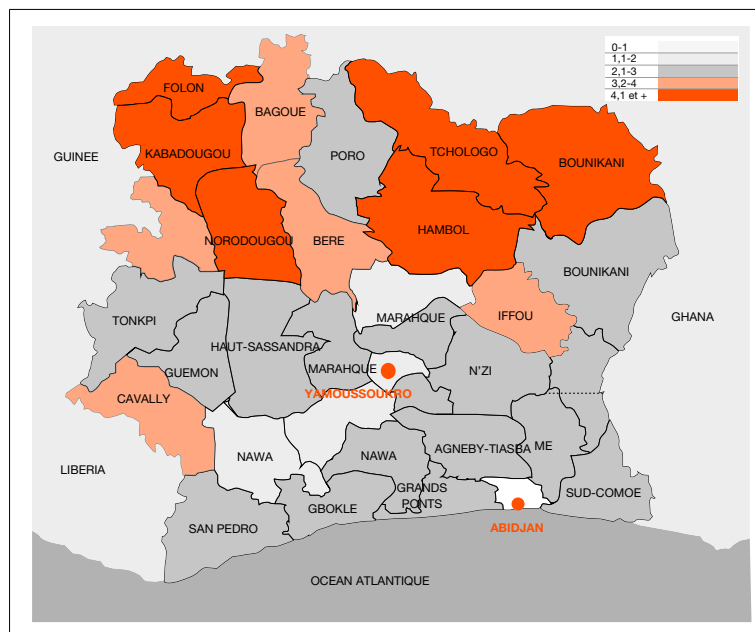 0-1
1,1-2
2,1-3
3,2-4
4,1 et +
FOLON
BAGOUE
GUINEE
KABADOUGOU
PORO
TCHOLOGO
BOUNIKANI
NORODOUGOU
BERE
HAMBOL
BOUNIKANI
TONKPI
MARAHQUE
IFFOU
GHANA
HAUT-SASSANDRA
GUEMON
MARAHQUE
N'ZI
YAMOUSSOUKRO
CAVALLY
LIBERIA
NAWA
NAWA
AGNEBY-TIASBA
ME
SAN PEDRO
GBOKLE
GRANDS
PONTS
SUD-COMOE
ABIDJAN
OCEAN ATLANTIQUE